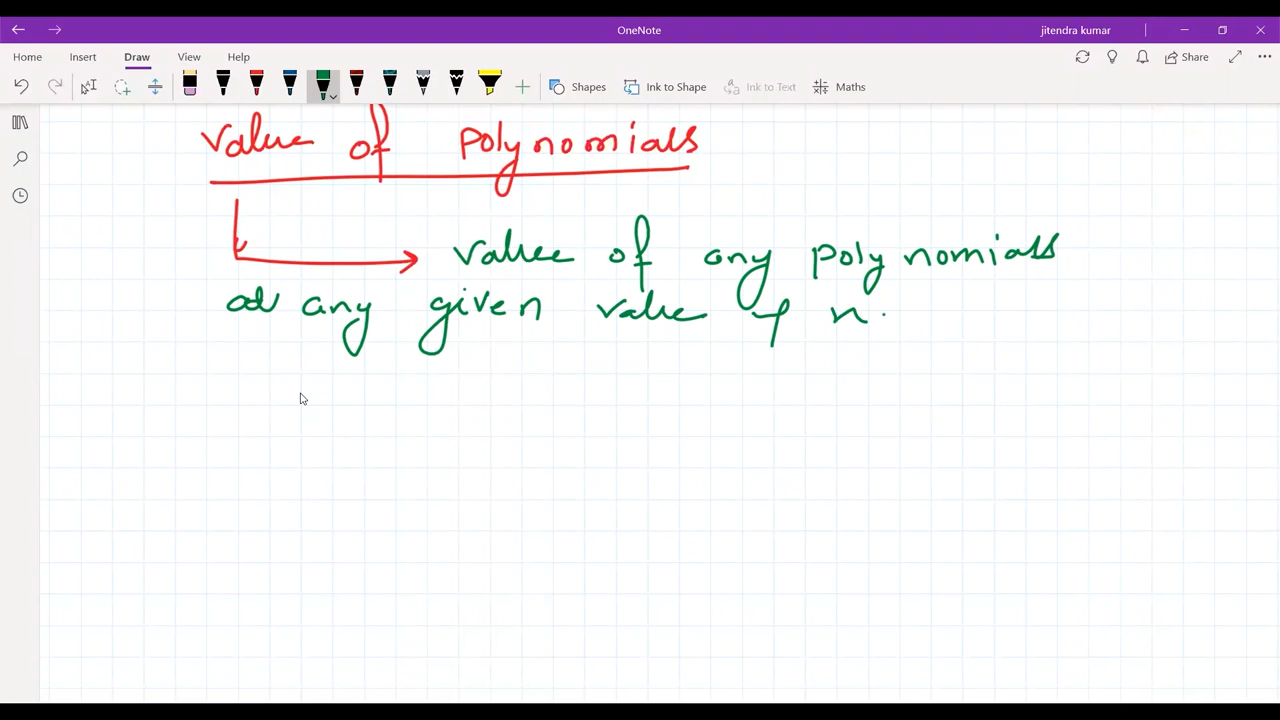 OneNote
jitendra kumar
Home Insert Draw View Help
Share
Shapes Ink to Shape Ink to Text Maths
Value of polynomials
value of any polynomials
at any given value of x.